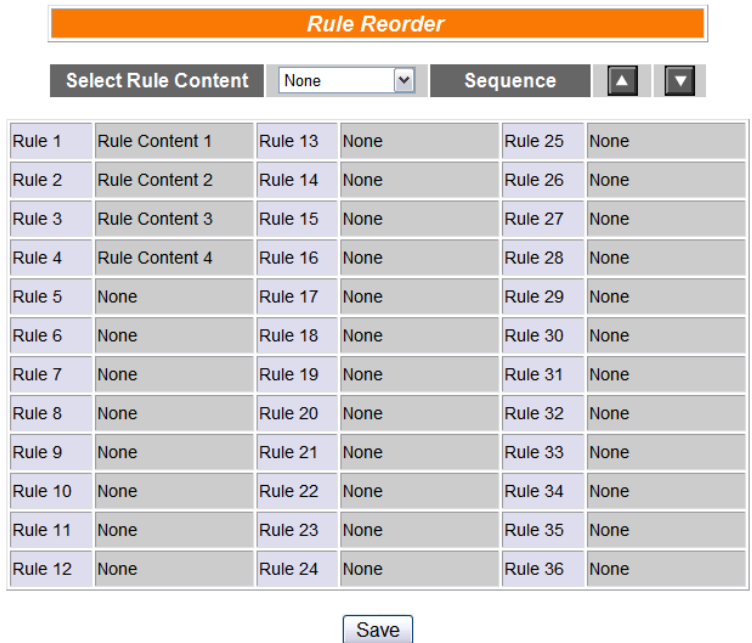 Rule Reorder
Select Rule Content None Sequence
Rule 1 Rule Content 1 Rule 13 None Rule 25 None
Rule 2 Rule Content 2 Rule 14 None Rule 26 None
Rule 3 Rule Content 3 Rule 15 None Rule 27 None
Rule 4 Rule Content 4 Rule 16 None Rule 28 None
Rule 5 None Rule 17 None Rule 29 None
Rule 6 None Rule 18 None Rule 30 None
Rule 7 None Rule 19 None Rule 31 None
Rule 8 None Rule 20 None Rule 32 None
Rule 9 None Rule 21 None Rule 33 None
Rule 10 None Rule 22 None Rule 34 None
Rule 11 None Rule 23 None Rule 35 None
Rule 12 None Rule 24 None Rule 36 None
Save